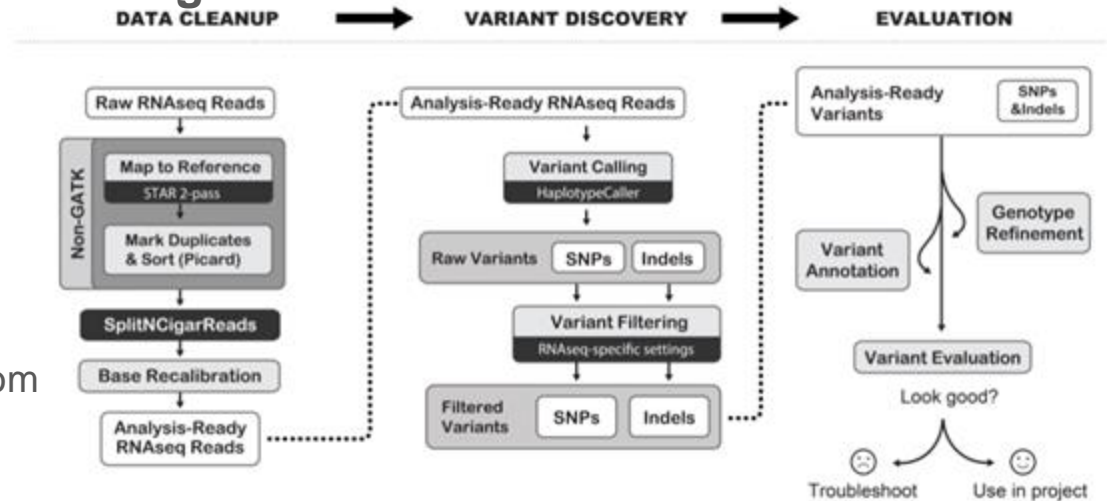 DATA CLEANUP
VARIANT DISCOVERY
EVALUATION
Raw RNAseq Reads
Non-GATK
Map to Reference
STAR 2-pass
Mark Duplicates
& Sort (Picard)
SplitNCigarReads
Base Recalibration
Analysis-Ready
RNAseq Reads
Analysis-Ready RNAseq Reads
Variant Calling
HaplotypeCaller
Raw Variants
SNPs
Indels
Variant Filtering
RNAseq-specific settings
Filtered
Variants
SNPs
Indels
Analysis-Ready
Variants
SNPs
&Indels
Genotype
Refinement
Variant
Annotation
Variant Evaluation
Look good?
Troubleshoot
Use in project
om